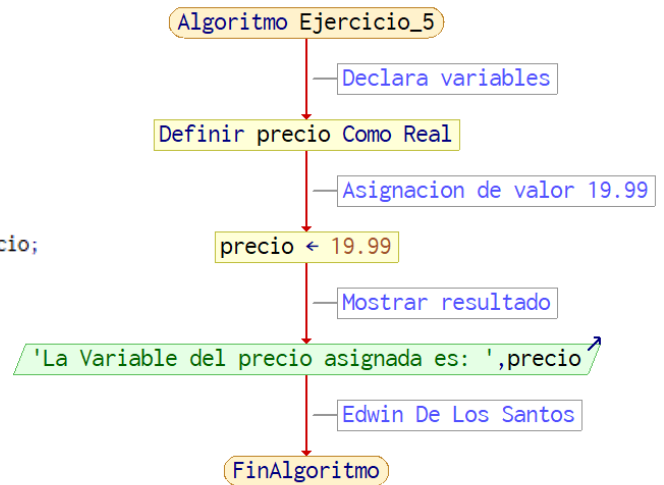 Algoritmo Ejercicio_5
Declara variables
Definir precio Como Real
Asignacion de valor 19.99
cio;
precio ← 19.99
Mostrar resultado
'La Variable del precio asignada es: ',precio
Edwin De Los Santos
FinAlgoritmo